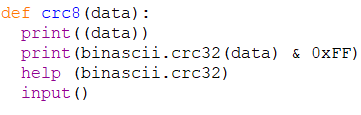 def crc8(data):
  print((data))
  print(binascii.crc32(data) & 0xFF)
  help (binascii.crc32)
  input()